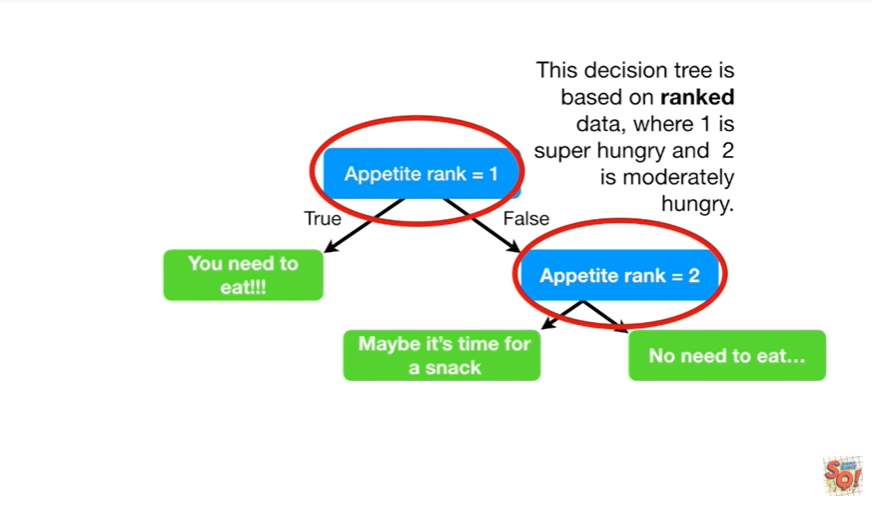 This decision tree is
based on ranked
data, where 1 is
super hungry and 2
is moderately
hungry.
Appetite rank = 1
True
False
You need to
eat!!!
Appetite rank = 2
Maybe it's time for
a snack
No need to eat...
SQ!